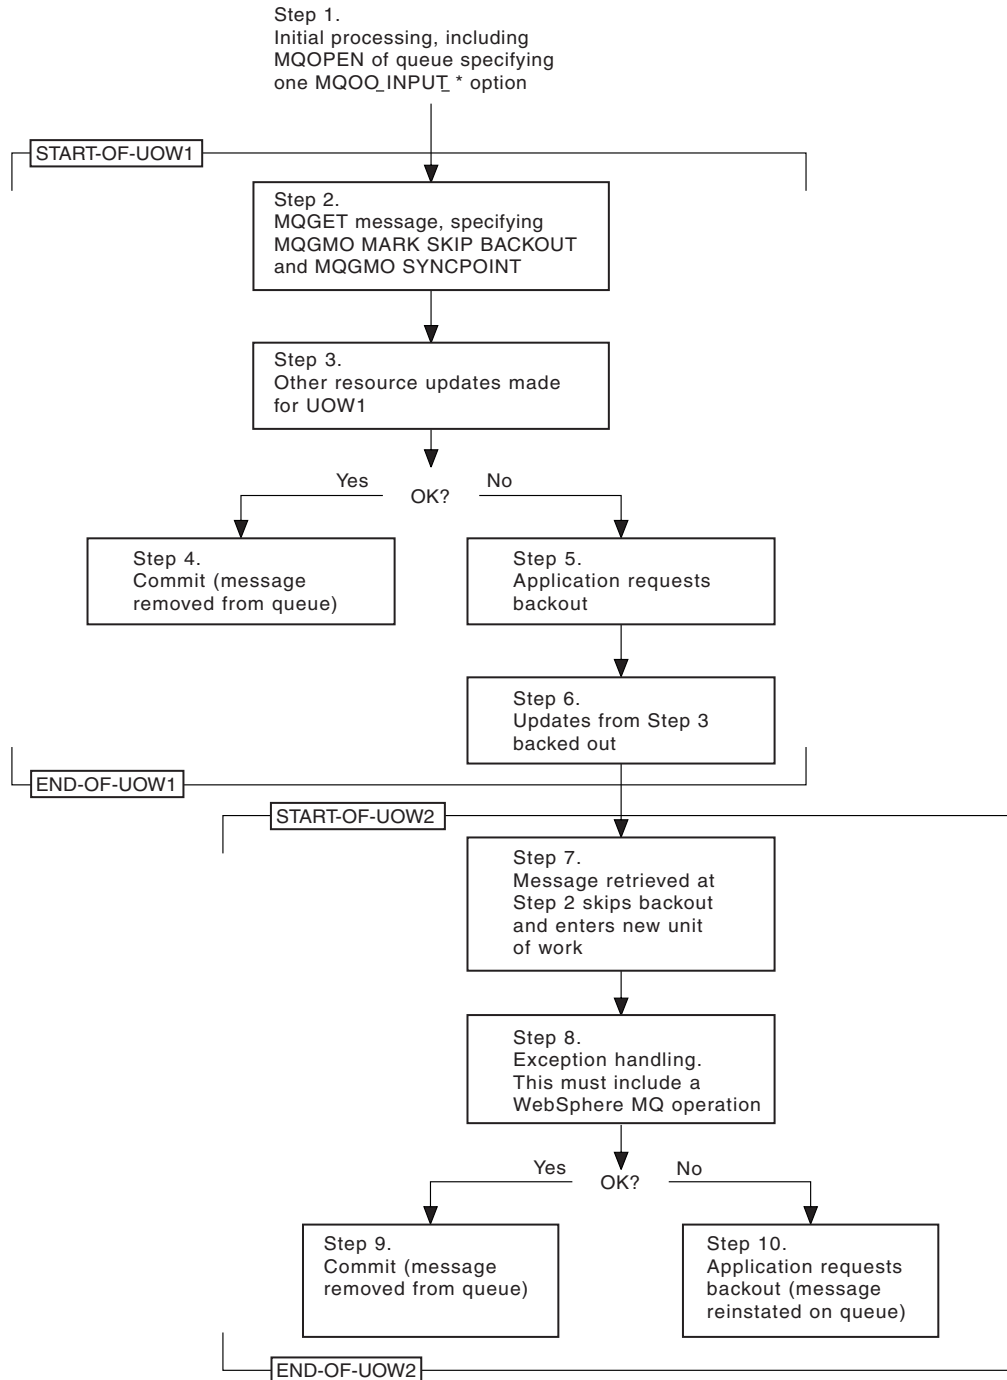 Step 1.
Initial processing, including
MQOPEN of queue specifying
one MQOO_INPUT_* option
START-OF-UOW1
Step 2.
MQGET message, specifying
MQGMO MARK SKIP BACKOUT
and MQGMO SYNCPOINT
Step 3.
Other resource updates made
for UOW1
Yes
OK?
No
Step 4.
Commit (message
removed from queue)
Step 5.
Application requests
backout
Step 6.
Updates from Step 3
backed out
END-OF-UOW1
START-OF-UOW2
Step 7.
Message retrieved at
Step 2 skips backout
and enters new unit
of work
Step 8.
Exception handling.
This must include a
WebSphere MQ operation
Yes
OK?
No
Step 9.
Commit (message
removed from queue)
Step 10.
Application requests
backout (message
reinstated on queue)
END-OF-UOW2